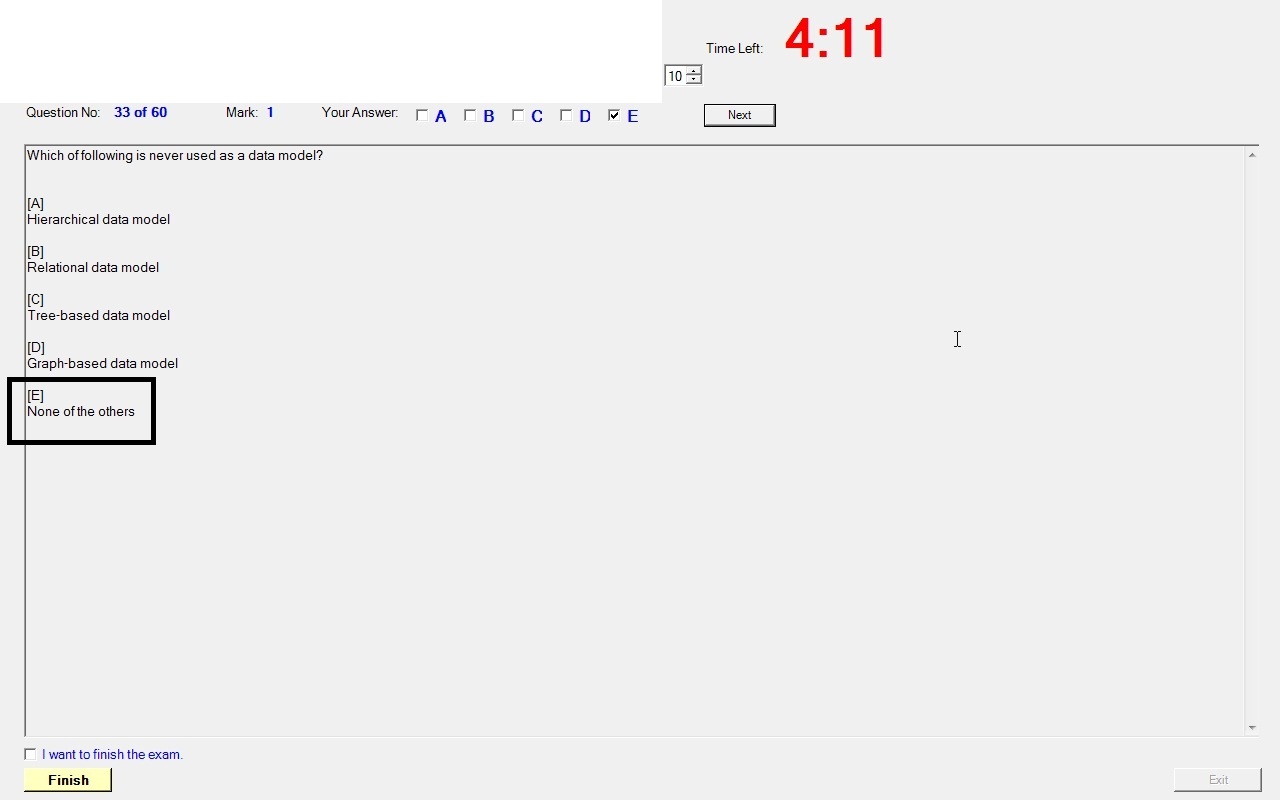 Time Left: 4:11
10
Question No: 33 of 60 Mark: 1 Your Answer: A B C D E Next
Which of following is never used as a data model?
[A]
Hierarchical data model
[B]
Relational data model
[C]
Tree-based data model
[D]
Graph-based data model
[E]
None of the others
I want to finish the exam.
Finish Exit